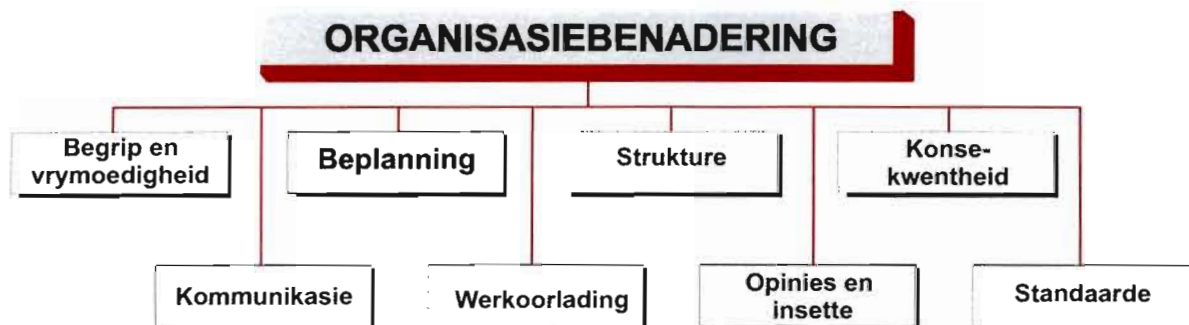 ORGANISASIEBENADERING
Begrip en
vrymoedigheid
Beplanning
Strukture
Konse-
kwentheid
Kommunikasie
Werkoorlading
Opinies en
insette
Standaarde